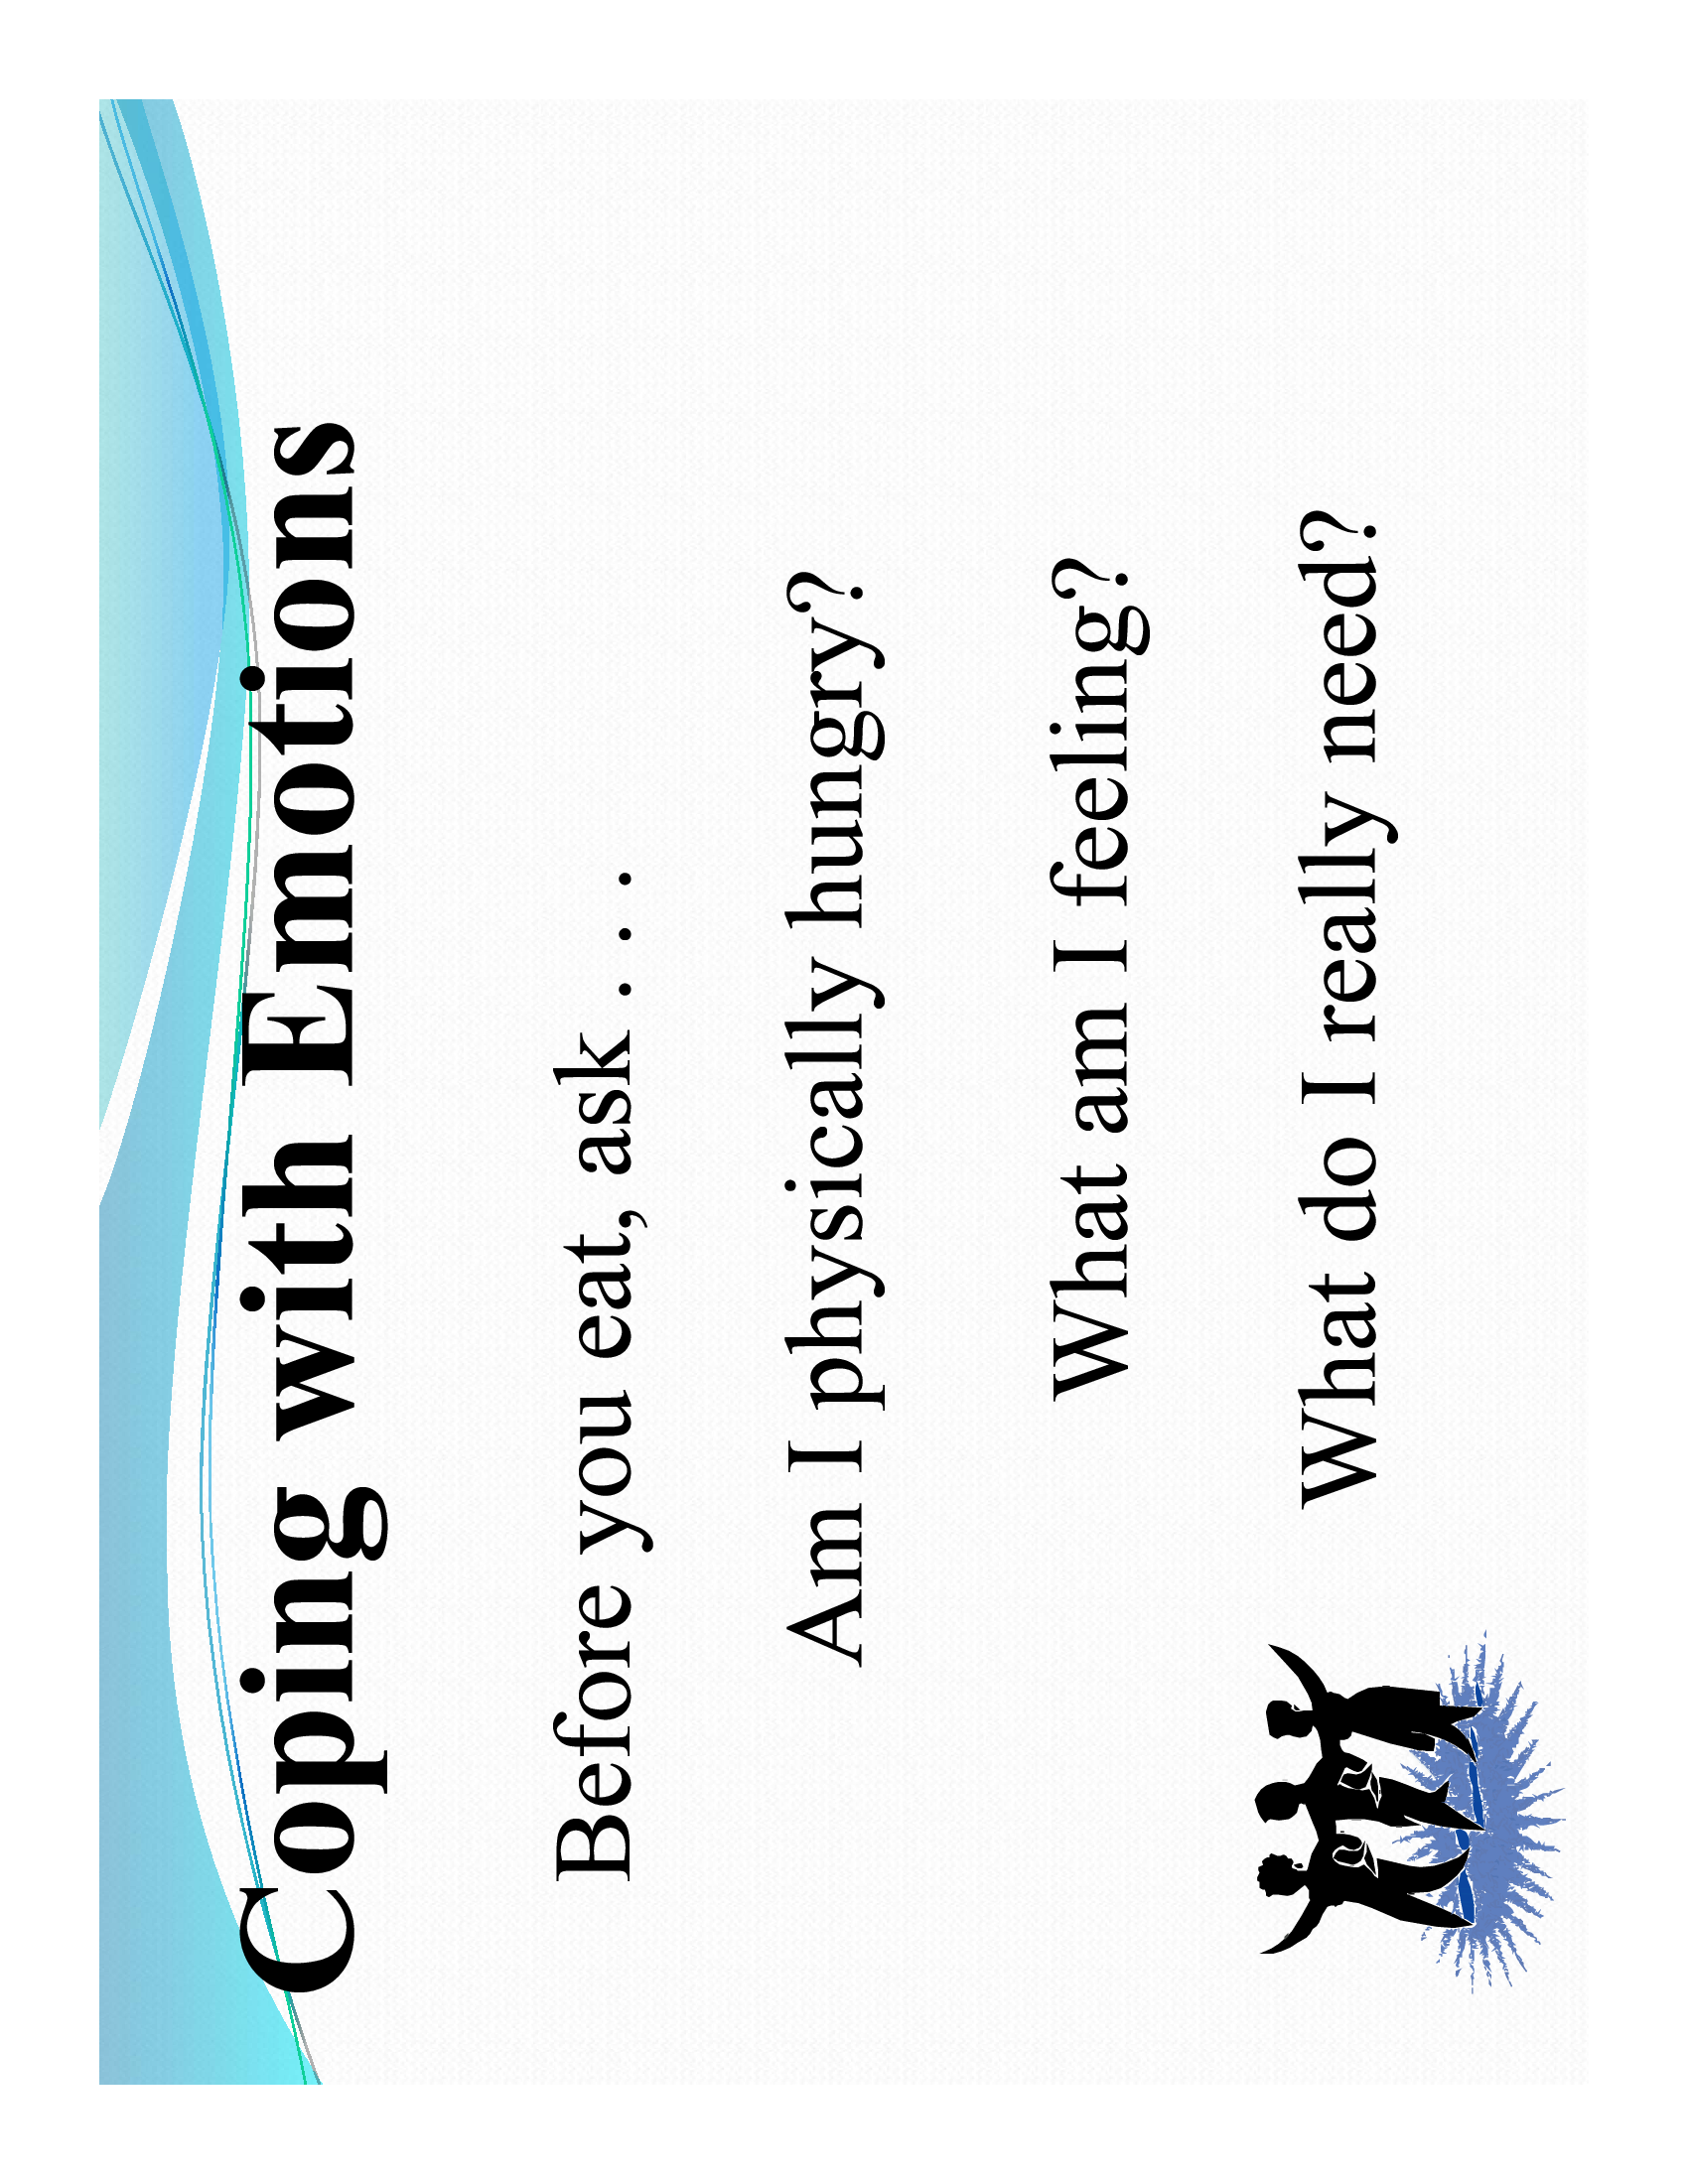 Coping with Emotions
Before you eat, ask . . .
Am I physically hungry?
What am I feeling?
What do I really need?